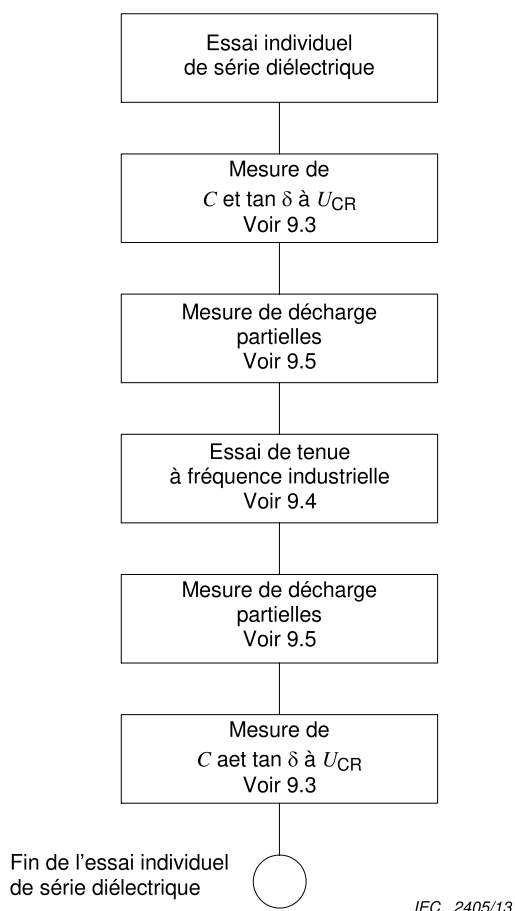 Essai individuel
de série diélectrique
Mesure de
C et tan δ à UCR
Voir 9.3
Mesure de décharge
partielles
Voir 9.5
Essai de tenue
à fréquence industrielle
Voir 9.4
Mesure de décharge
partielles
Voir 9.5
Mesure de
C aet tan δ à UCR
Voir 9.3
Fin de l'essai individuel
de série diélectrique
IEC 2405/13